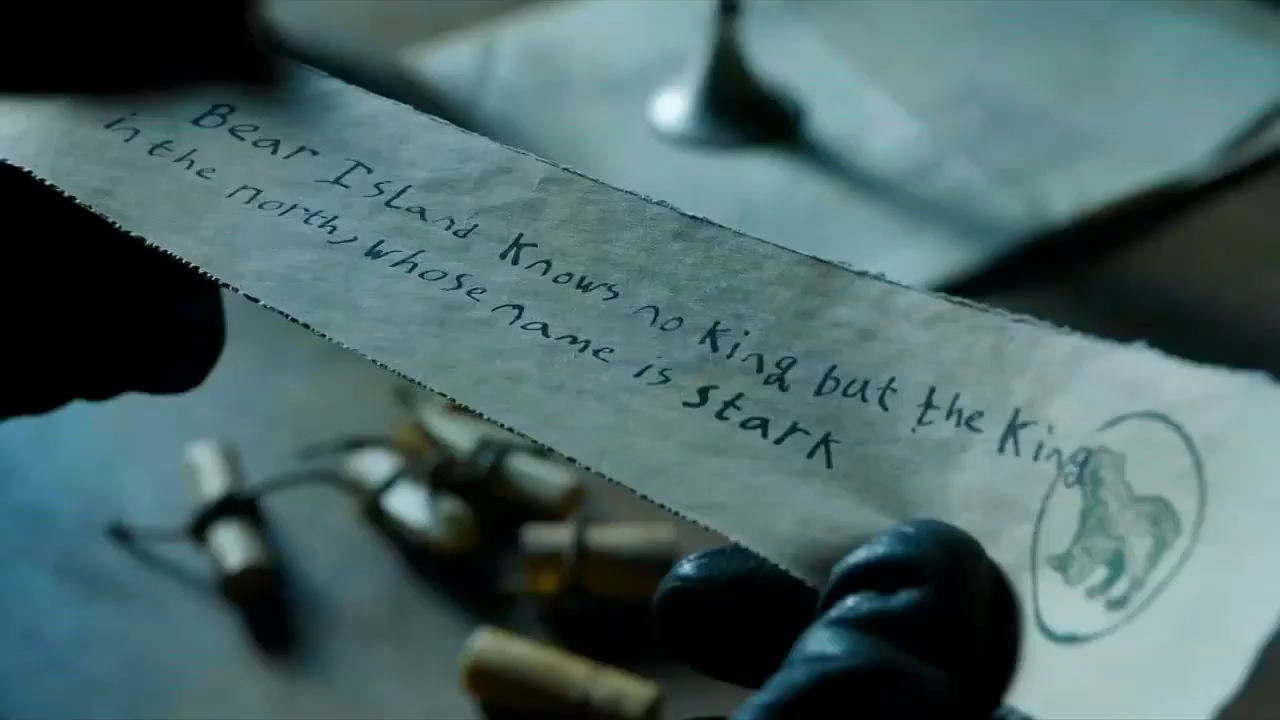 Bear Island Knows no King but the King
in the North, whose name is stark